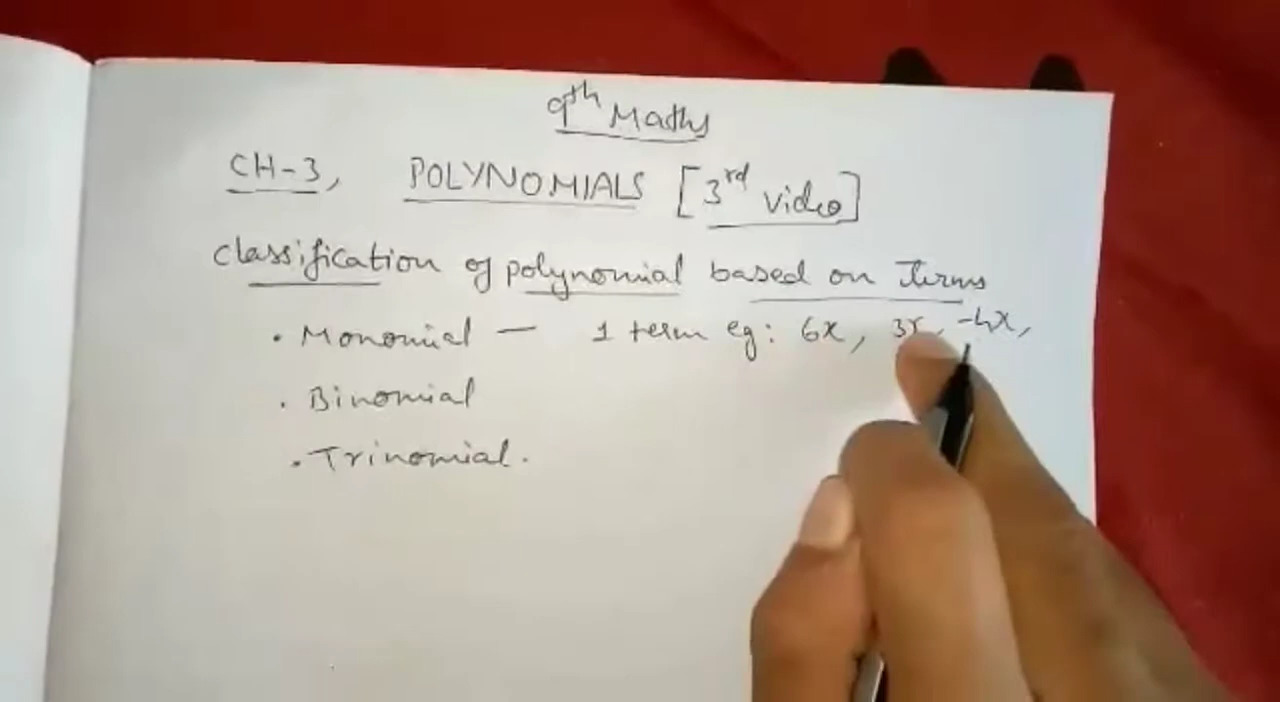 9th Maths
CH-3, POLYNOMIALS [3rd video]
Classification of polynomial based on Terms
• Monomial — 1 term eg: 6x, 3x, -4x,
• Binomial
• Trinomial.